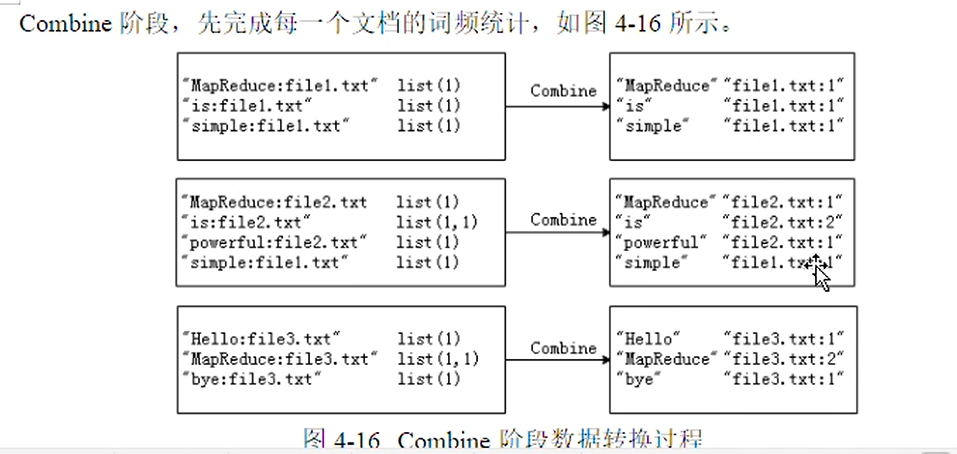 Combine 阶段，先完成每一个文档的词频统计，如图 4-16 所示。
"MapReduce:file1.txt" list(1)
"is:file1.txt" list(1)
"simple:file1.txt" list(1)
Combine
"MapReduce" "file1.txt:1"
"is" "file1.txt:1"
"simple" "file1.txt:1"
"MapReduce:file2.txt list(1)
"is:file2.txt" list(1,1)
"powerful:file2.txt" list(1)
"simple:file1.txt" list(1)
Combine
"MapReduce" "file2.txt:1"
"is" "file2.txt:2"
"powerful" "file2.txt:1"
"simple" "file1.txt:1"
"Hello:file3.txt" list(1)
"MapReduce:file3.txt" list(1,1)
"bye:file3.txt" list(1)
Combine
"Hello" "file3.txt:1"
"MapReduce" "file3.txt:2"
"bye" "file3.txt:1"
图 4-16 Combine 阶段数据转换过程